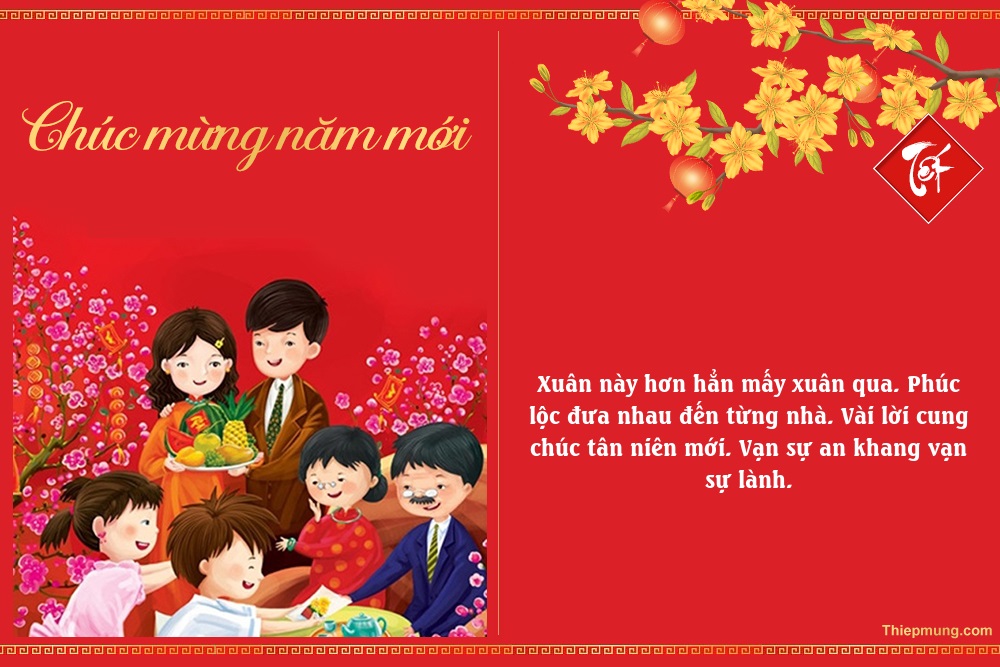 Chúc mừng năm mới
Tết
Xuân này hơn hẳn mấy xuân qua. Phúc
lộc đưa nhau đến từng nhà. Vài lời cung
chúc tân niên mới. Vạn sự an khang vạn
sự lành.
Thiepmung.com